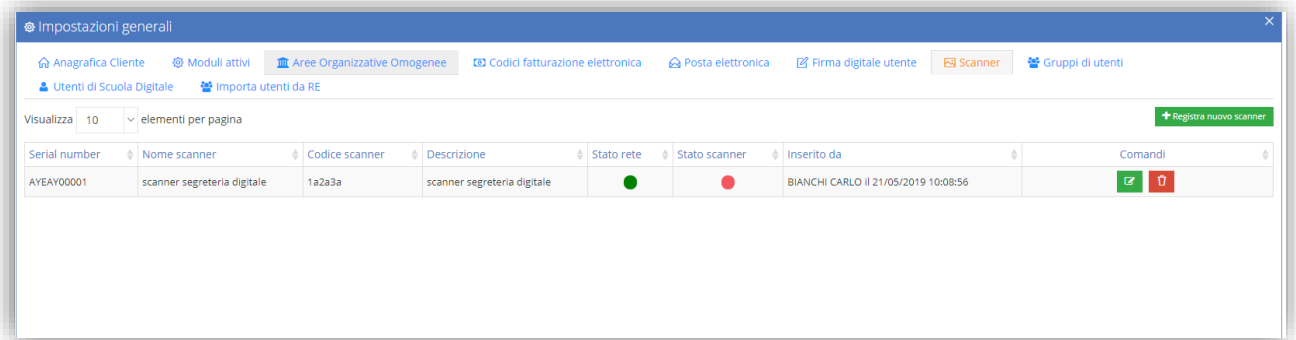 Impostazioni generali
Anagrafica Cliente Moduli attivi Aree Organizzative Omogenee Codici fatturazione elettronica Posta elettronica Firma digitale utente Scanner Gruppi di utenti
Utenti di Scuola Digitale Importa utenti da RE
Visualizza 10 elementi per pagina + Registra nuovo scanner
Serial number Nome scanner Codice scanner Descrizione Stato rete Stato scanner Inserito da Comandi
AYEAY00001 scanner segreteria digitale 1a2a3a scanner segreteria digitale BIANCHI CARLO il 21/05/2019 10:08:56